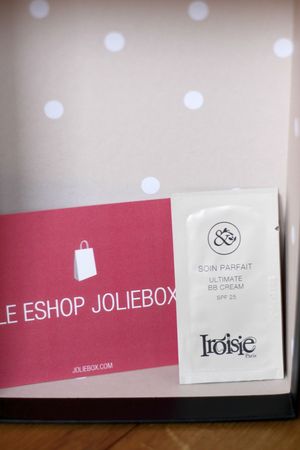 LE ESHOP JOLIEBOX
JOLIEBOX.COM
&
SOIN PARFAIT
ULTIMATE
BB CREAM
SPF 25
Iroisie
Paris